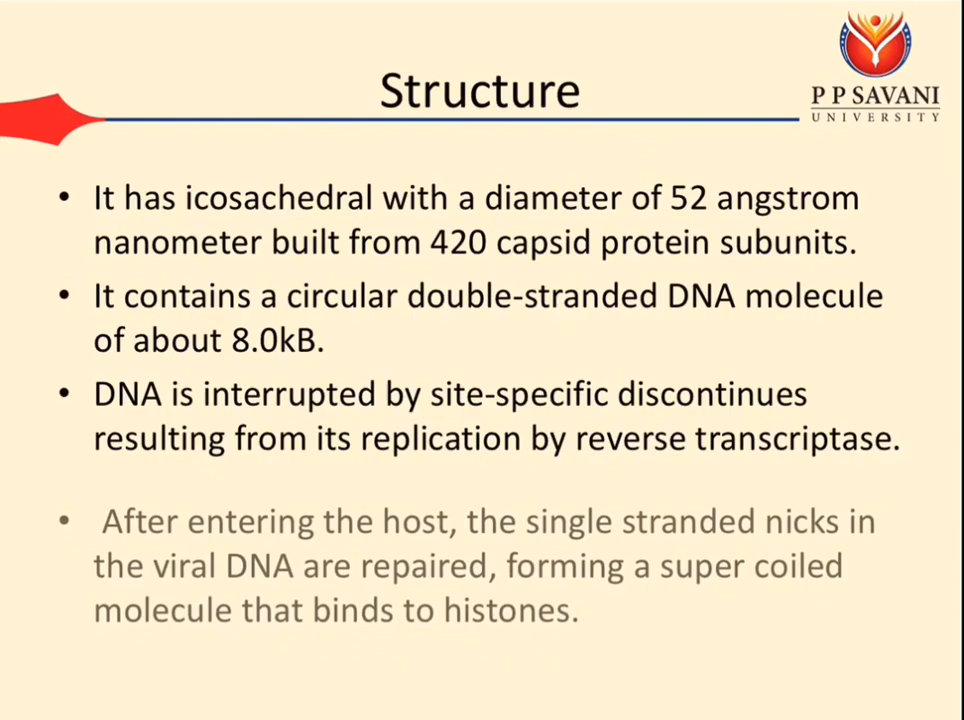 Structure
P P SAVANI
UNIVERSITY
• It has icosachedral with a diameter of 52 angstrom
nanometer built from 420 capsid protein subunits.
• It contains a circular double-stranded DNA molecule
of about 8.0kB.
• DNA is interrupted by site-specific discontinues
resulting from its replication by reverse transcriptase.
• After entering the host, the single stranded nicks in
the viral DNA are repaired, forming a super coiled
molecule that binds to histones.